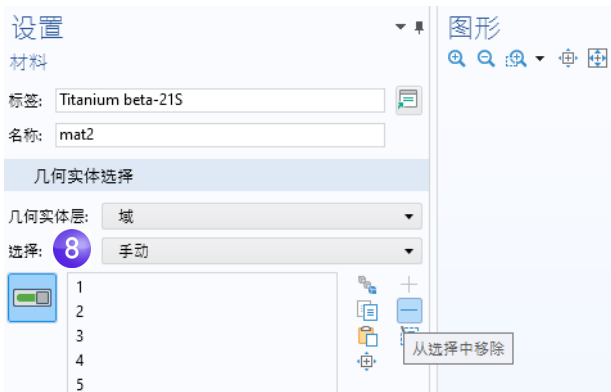 设置
材料
标签: Titanium beta-21S
名称: mat2
几何实体选择
几何实体层: 域
选择: 8 手动
1
2
3
4
5
从选择中移除
图形